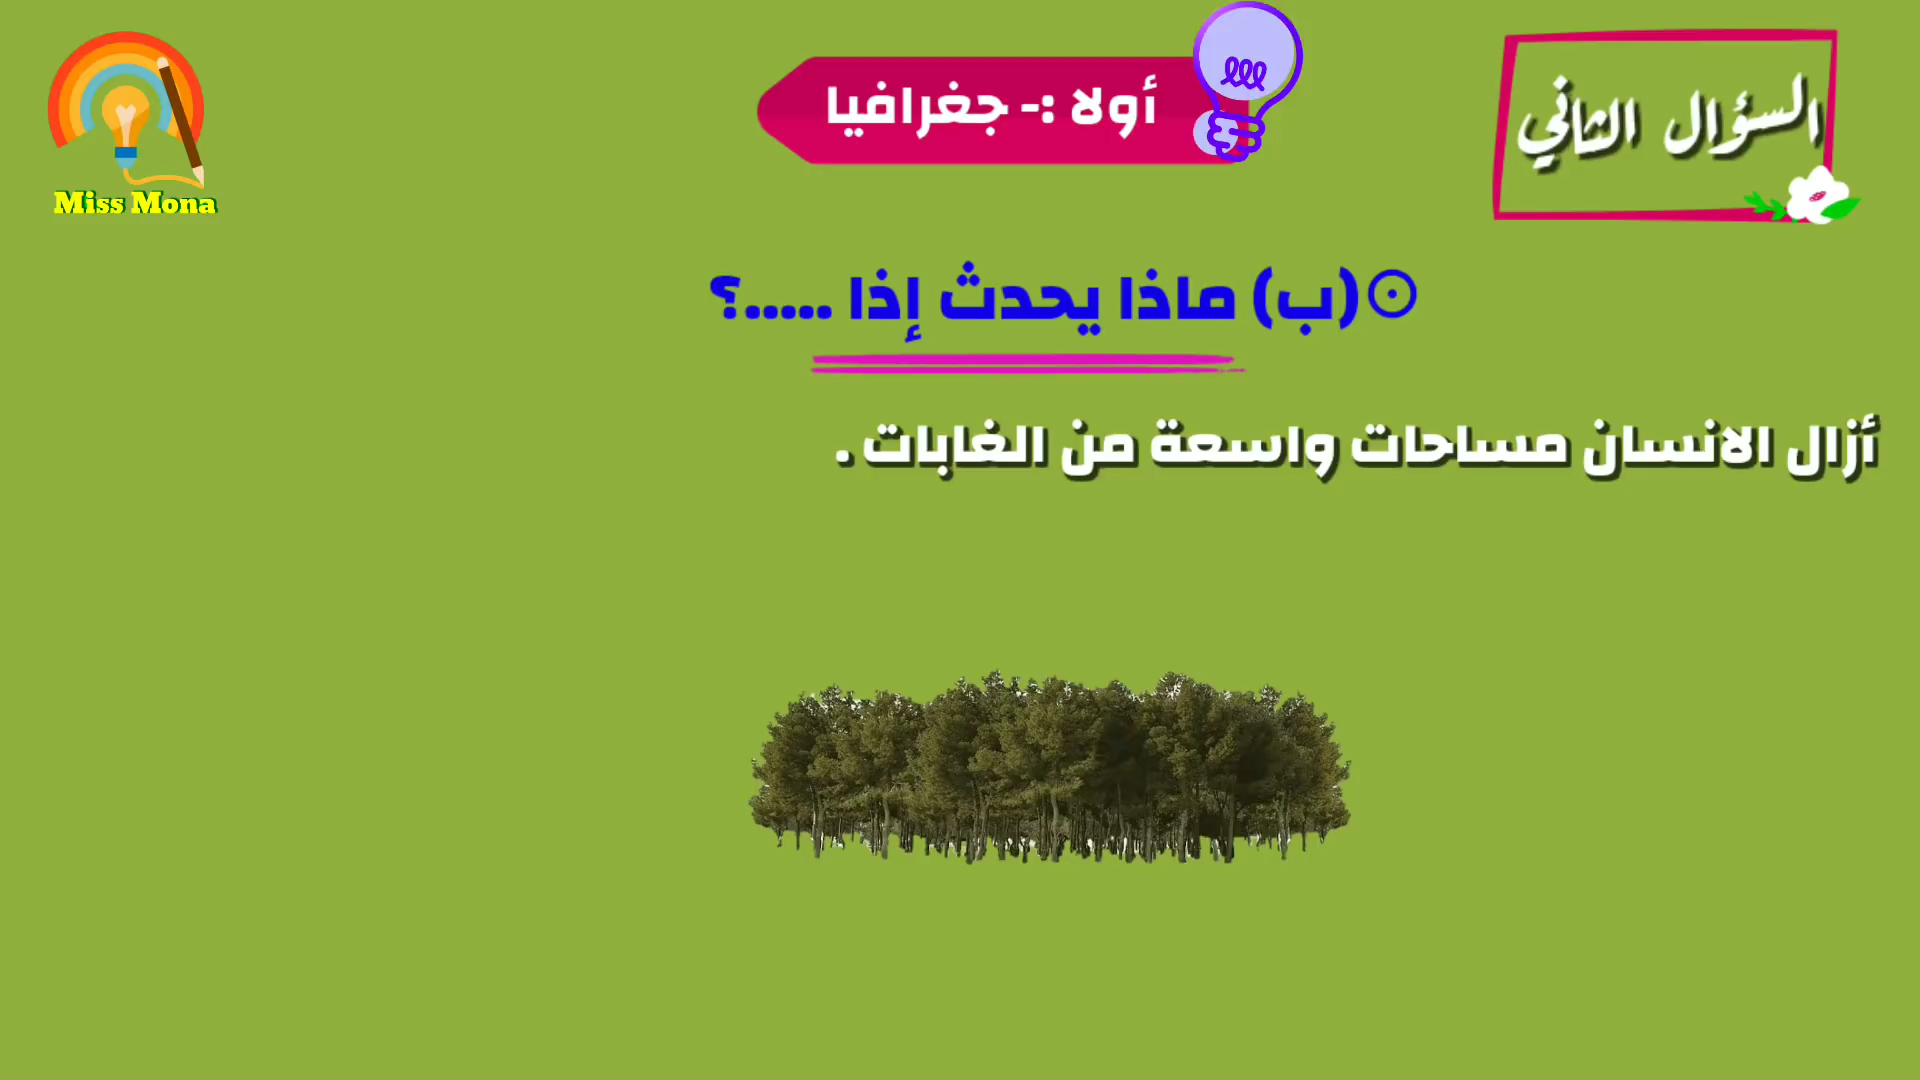 السؤال الثاني
أولا :- جغرافيا
Miss Mona
(ب) ماذا يحدث إذا .....؟
أزال الانسان مساحات واسعة من الغابات .